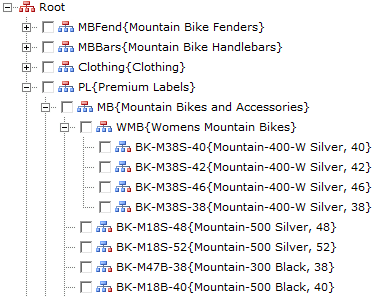 Root
MBFend{Mountain Bike Fenders}
MBBars{Mountain Bike Handlebars}
Clothing{Clothing}
PL{Premium Labels}
MB{Mountain Bikes and Accessories}
WMB{Womens Mountain Bikes}
BK-M38S-40{Mountain-400-W Silver, 40}
BK-M38S-42{Mountain-400-W Silver, 42}
BK-M38S-46{Mountain-400-W Silver, 46}
BK-M38S-38{Mountain-400-W Silver, 38}
BK-M18S-48{Mountain-500 Silver, 48}
BK-M18S-52{Mountain-500 Silver, 52}
BK-M47B-38{Mountain-300 Black, 38}
BK-M18B-40{Mountain-500 Black, 40}